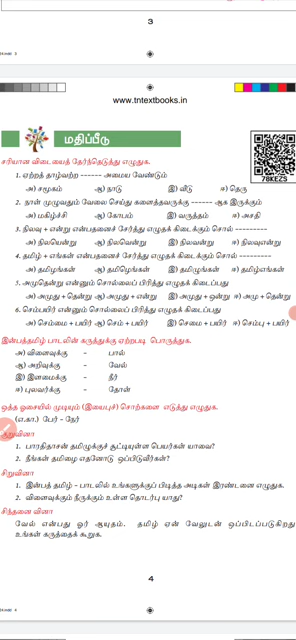 3
www.tntextbooks.in
மதிப்பீடு
78KEZS
சரியான விடையைத் தேர்ந்தெடுத்து எழுதுக.
1. ஏற்றத் தாழ்வற்ற ------ அமைய வேண்டும்
அ) சமூகம் ஆ) நாடு இ) வீடு ஈ) தெரு
2. நாள் முழுவதும் வேலை செய்து களைத்தவருக்கு ------ ஆக இருக்கும்
அ) மகிழ்ச்சி ஆ) கோபம் இ) வருத்தம் ஈ) அசதி
3. நிலவு + என்று என்பதனைச் சேர்த்து எழுதக் கிடைக்கும் சொல் ---------
அ) நிலயென்று ஆ) நிலவென்று இ) நிலவன்று ஈ) நிலவுஎன்று
4. தமிழ் + எங்கள் என்பதனைச் சேர்த்து எழுதக் கிடைக்கும் சொல் ---------
அ) தமிழங்கள் ஆ) தமிழெங்கள் இ) தமிழுங்கள் ஈ) தமிழ்எங்கள்
5. அமுதென்று என்னும் சொல்லைப் பிரித்து எழுதக் கிடைப்பது
அ) அமுது + தென்று ஆ) அமுது + என்று இ) அமுது + ஒன்று ஈ) அமு + தென்று
6. செம்பயிர் என்னும் சொல்லைப் பிரித்து எழுதக் கிடைப்பது
அ) செம்மை + பயிர் ஆ) செம் + பயிர் இ) செமை + பயிர் ஈ) செம்பு + பயிர்
இன்பத்தமிழ் பாடலின் கருத்துக்கு ஏற்றபடி பொருத்துக.
அ) விளைவுக்கு – பால்
ஆ) அறிவுக்கு – வேல்
இ) இளமைக்கு – நீர்
ஈ) புலவர்க்கு – தோள்
ஒத்த ஓசையில் முடியும் (இயைபுச்) சொற்களை எடுத்து எழுதுக.
(எ.கா.) பேர் – நேர்
குறுவினா
1. பாரதிதாசன் தமிழுக்குச் சூட்டியுள்ள பெயர்கள் யாவை?
2. நீங்கள் தமிழை எதனோடு ஒப்பிடுவீர்கள்?
சிறுவினா
1. இன்பத் தமிழ் – பாடலில் உங்களுக்குப் பிடித்த அடிகள் இரண்டனை எழுதுக.
2. விளைவுக்கும் நீருக்கும் உள்ள தொடர்பு யாது?
சிந்தனை வினா
வேல் என்பது ஓர் ஆயுதம். தமிழ் ஏன் வேலுடன் ஒப்பிடப்படுகிறது
உங்கள் கருத்தைக் கூறுக.
4